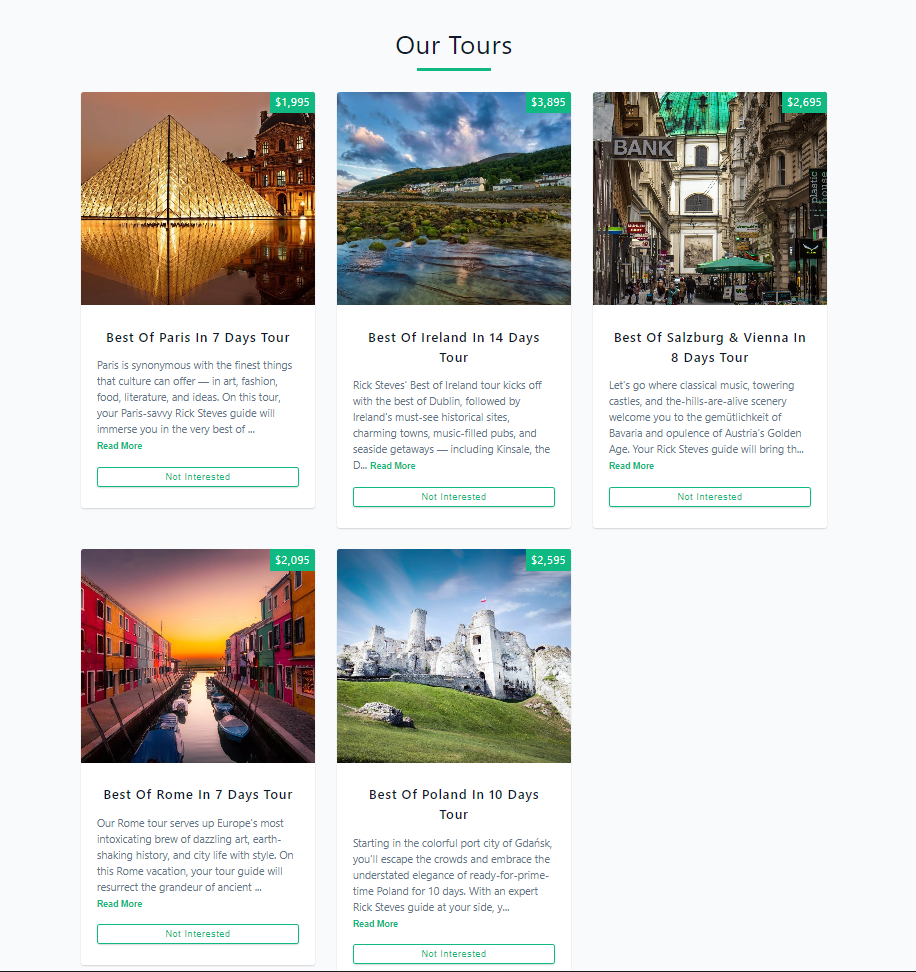 Our Tours
$1,995
$3,895
$2,695
BANK
plastic
house
Best Of Paris In 7 Days Tour
Paris is synonymous with the finest things
that culture can offer — in art, fashion,
food, literature, and ideas. On this tour,
your Paris-savvy Rick Steves guide will
immerse you in the very best of ...
Read More
Not Interested
Best Of Ireland In 14 Days
Tour
Rick Steves' Best of Ireland tour kicks off
with the best of Dublin, followed by
Ireland's must-see historical sites,
charming towns, music-filled pubs, and
seaside getaways — including Kinsale, the
D... Read More
Not Interested
Best Of Salzburg & Vienna In
8 Days Tour
Let's go where classical music, towering
castles, and the-hills-are-alive scenery
welcome you to the gemütlichkeit of
Bavaria and opulence of Austria's Golden
Age. Your Rick Steves guide will bring th...
Read More
Not Interested
$2,095
$2,595
Best Of Rome In 7 Days Tour
Our Rome tour serves up Europe's most
intoxicating brew of dazzling art, earth-
shaking history, and city life with style. On
this Rome vacation, your tour guide will
resurrect the grandeur of ancient ...
Read More
Not Interested
Best Of Poland In 10 Days
Tour
Starting in the colorful port city of Gdańsk,
you'll escape the crowds and embrace the
understated elegance of ready-for-prime-
time Poland for 10 days. With an expert
Rick Steves guide at your side, y...
Read More
Not Interested